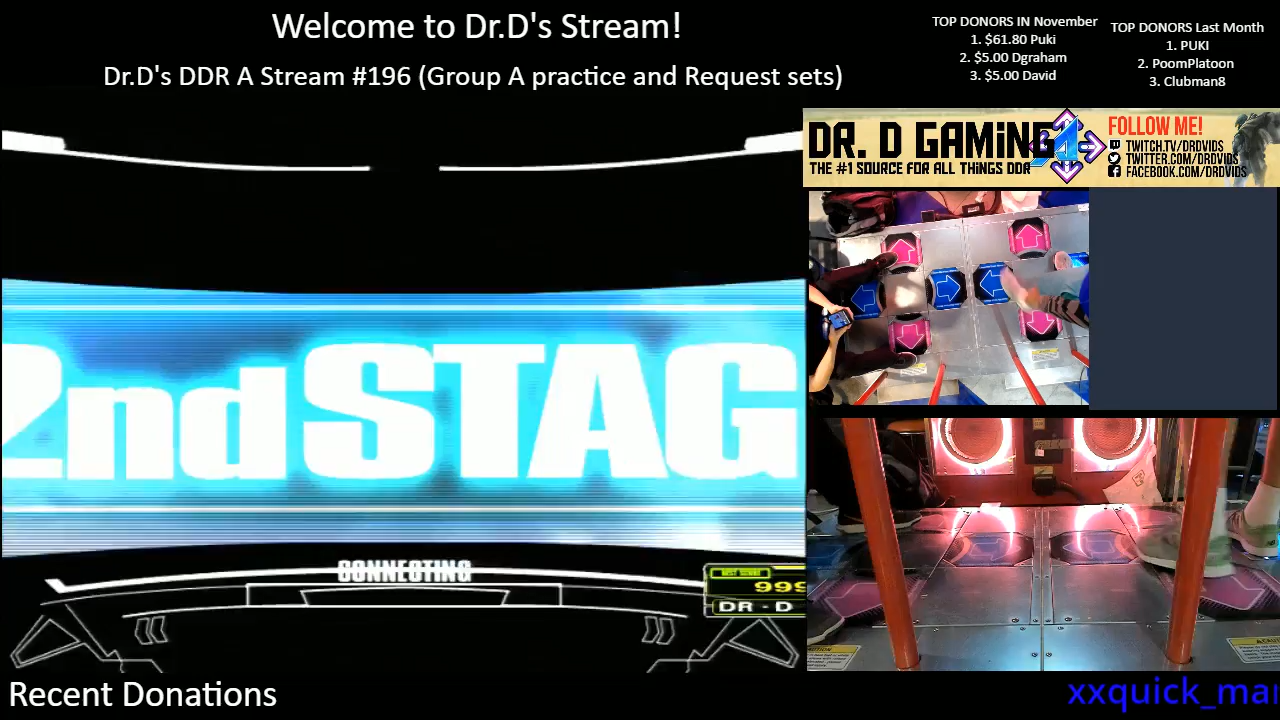 Welcome to Dr.D's Stream!
Dr.D's DDR A Stream #196 (Group A practice and Request sets)
TOP DONORS IN November
1. $61.80 Puki
2. $5.00 Dgraham
3. $5.00 David
TOP DONORS Last Month
1. PUKI
2. PoomPlatoon
3. Clubman8
DR. D GAMiNG A
THE #1 SOURCE FOR ALL THiNGS DDR
FOLLOW ME!
TWITCH.TV/DRDVIDS
TWITTER.COM/DRDVIDS
FACEBOOK.COM/DRDVIDS
2nd STAG
CONNECTING
999
DR-D
Recent Donations
xxquick_mar